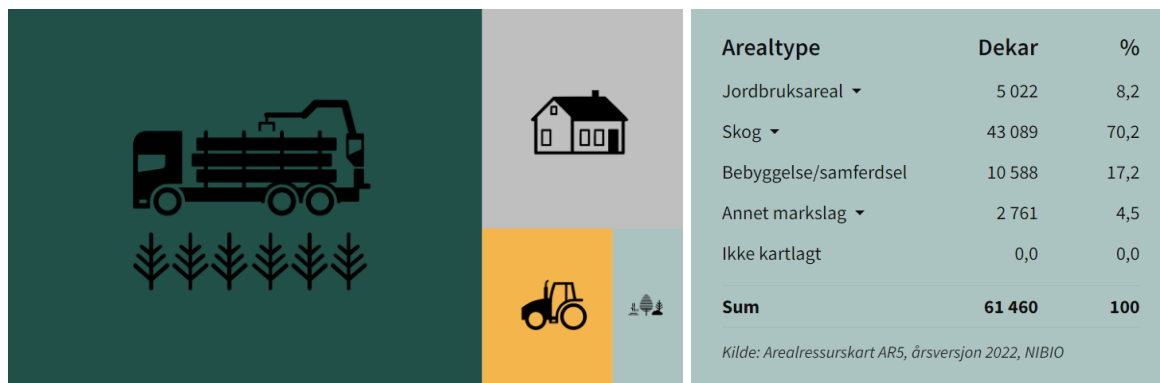 Arealtype Dekar %
Jordbruksareal 5 022 8,2
Skog 43 089 70,2
Bebyggelse/samferdsel 10 588 17,2
Annet markslag 2 761 4,5
Ikke kartlagt 0,0 0,0
Sum 61 460 100
Kilde: Arealressurskart AR5, årsversjon 2022, NIBIO